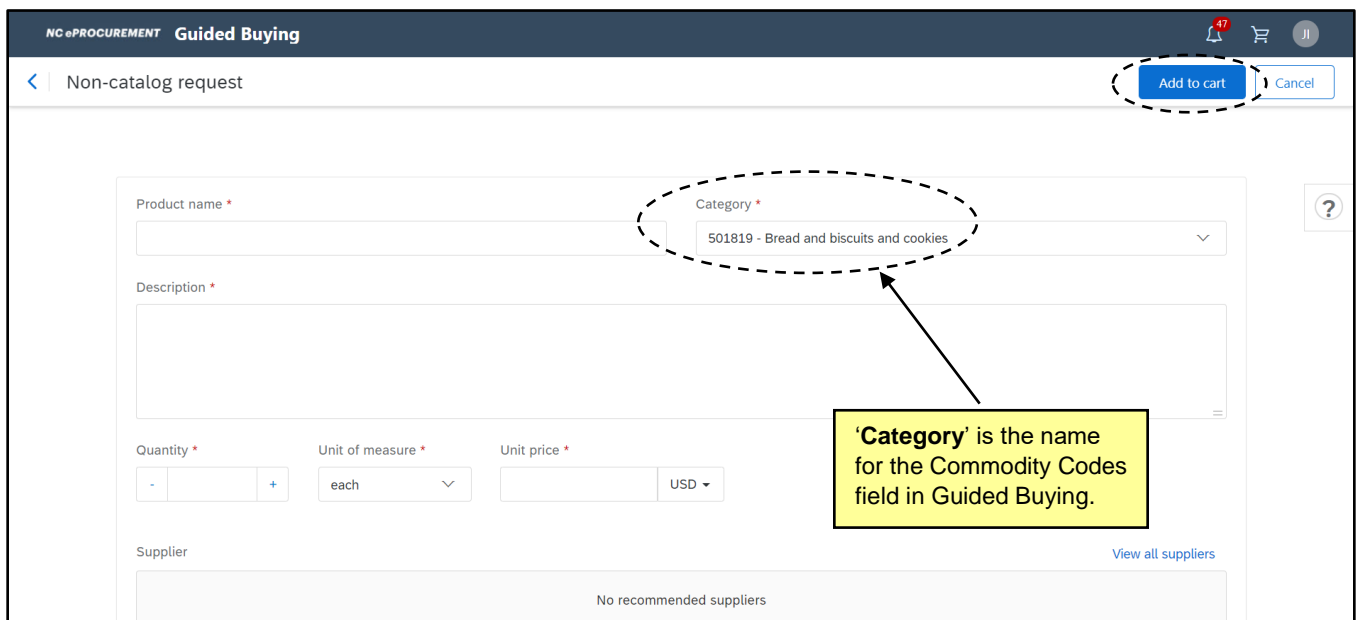 NC ePROCUREMENT Guided Buying
47
JI
Non-catalog request
Add to cart
Cancel
Product name *
Category *
501819 - Bread and biscuits and cookies
?
Description *
Quantity *
Unit of measure *
Unit price *
-
+
each
USD
‘Category’ is the name
for the Commodity Codes
field in Guided Buying.
Supplier
View all suppliers
No recommended suppliers